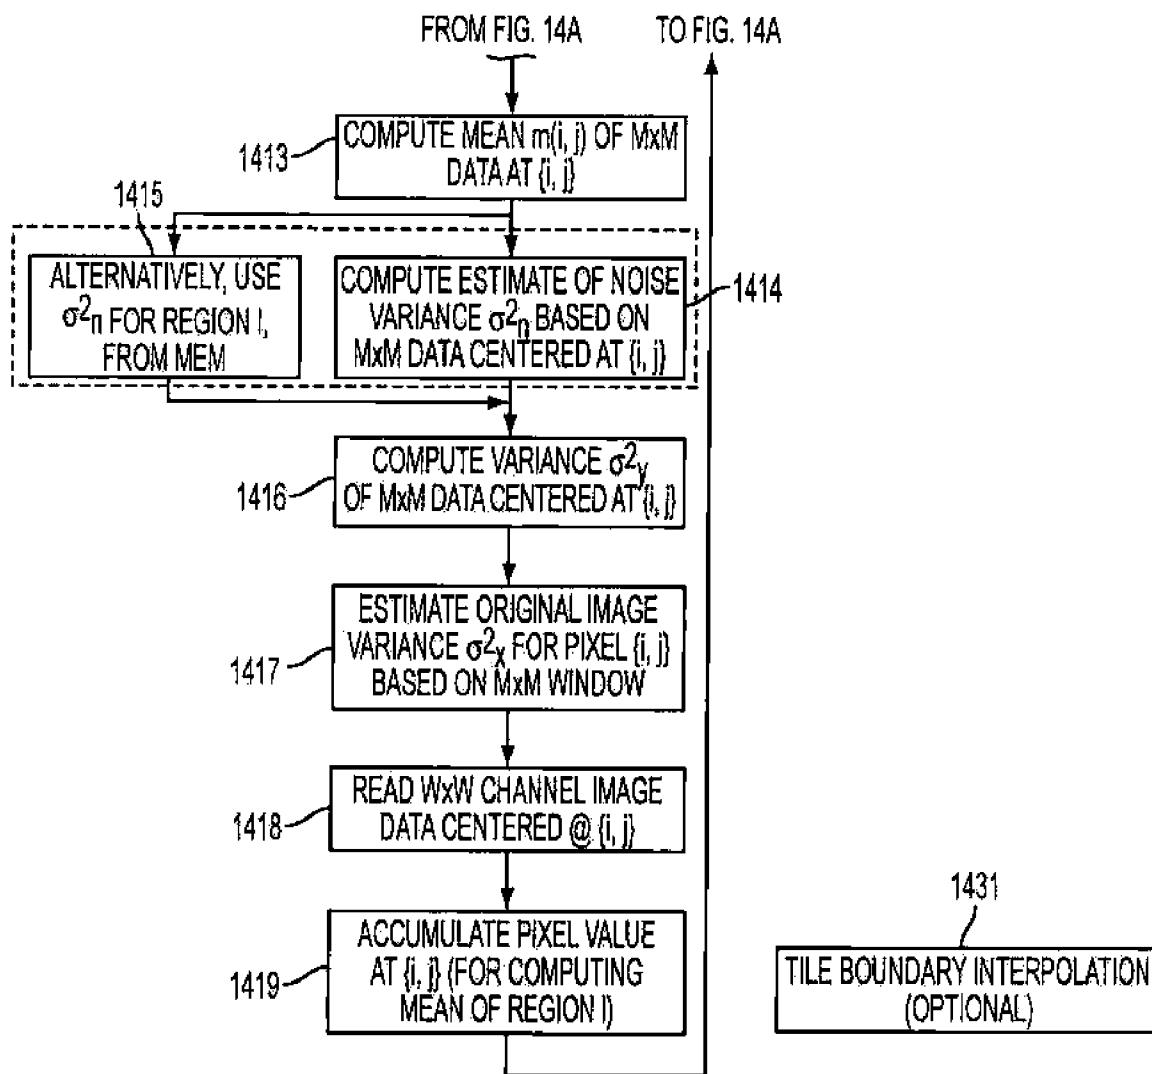 FROM FIG. 14A
TO FIG. 14A
1413
COMPUTE MEAN m(i, j) OF MxM
DATA AT {i, j}
1415
ALTERNATIVELY, USE
σ²n FOR REGION I,
FROM MEM
COMPUTE ESTIMATE OF NOISE
VARIANCE σ²n BASED ON
MxM DATA CENTERED AT {i, j}
1414
1416
COMPUTE VARIANCE σ²y
OF MxM DATA CENTERED AT {i, j}
1417
ESTIMATE ORIGINAL IMAGE
VARIANCE σ²x FOR PIXEL {i, j}
BASED ON MxM WINDOW
1418
READ WxW CHANNEL IMAGE
DATA CENTERED @ {i, j}
1419
ACCUMULATE PIXEL VALUE
AT {i, j} (FOR COMPUTING
MEAN OF REGION I)
1431
TILE BOUNDARY INTERPOLATION
(OPTIONAL)